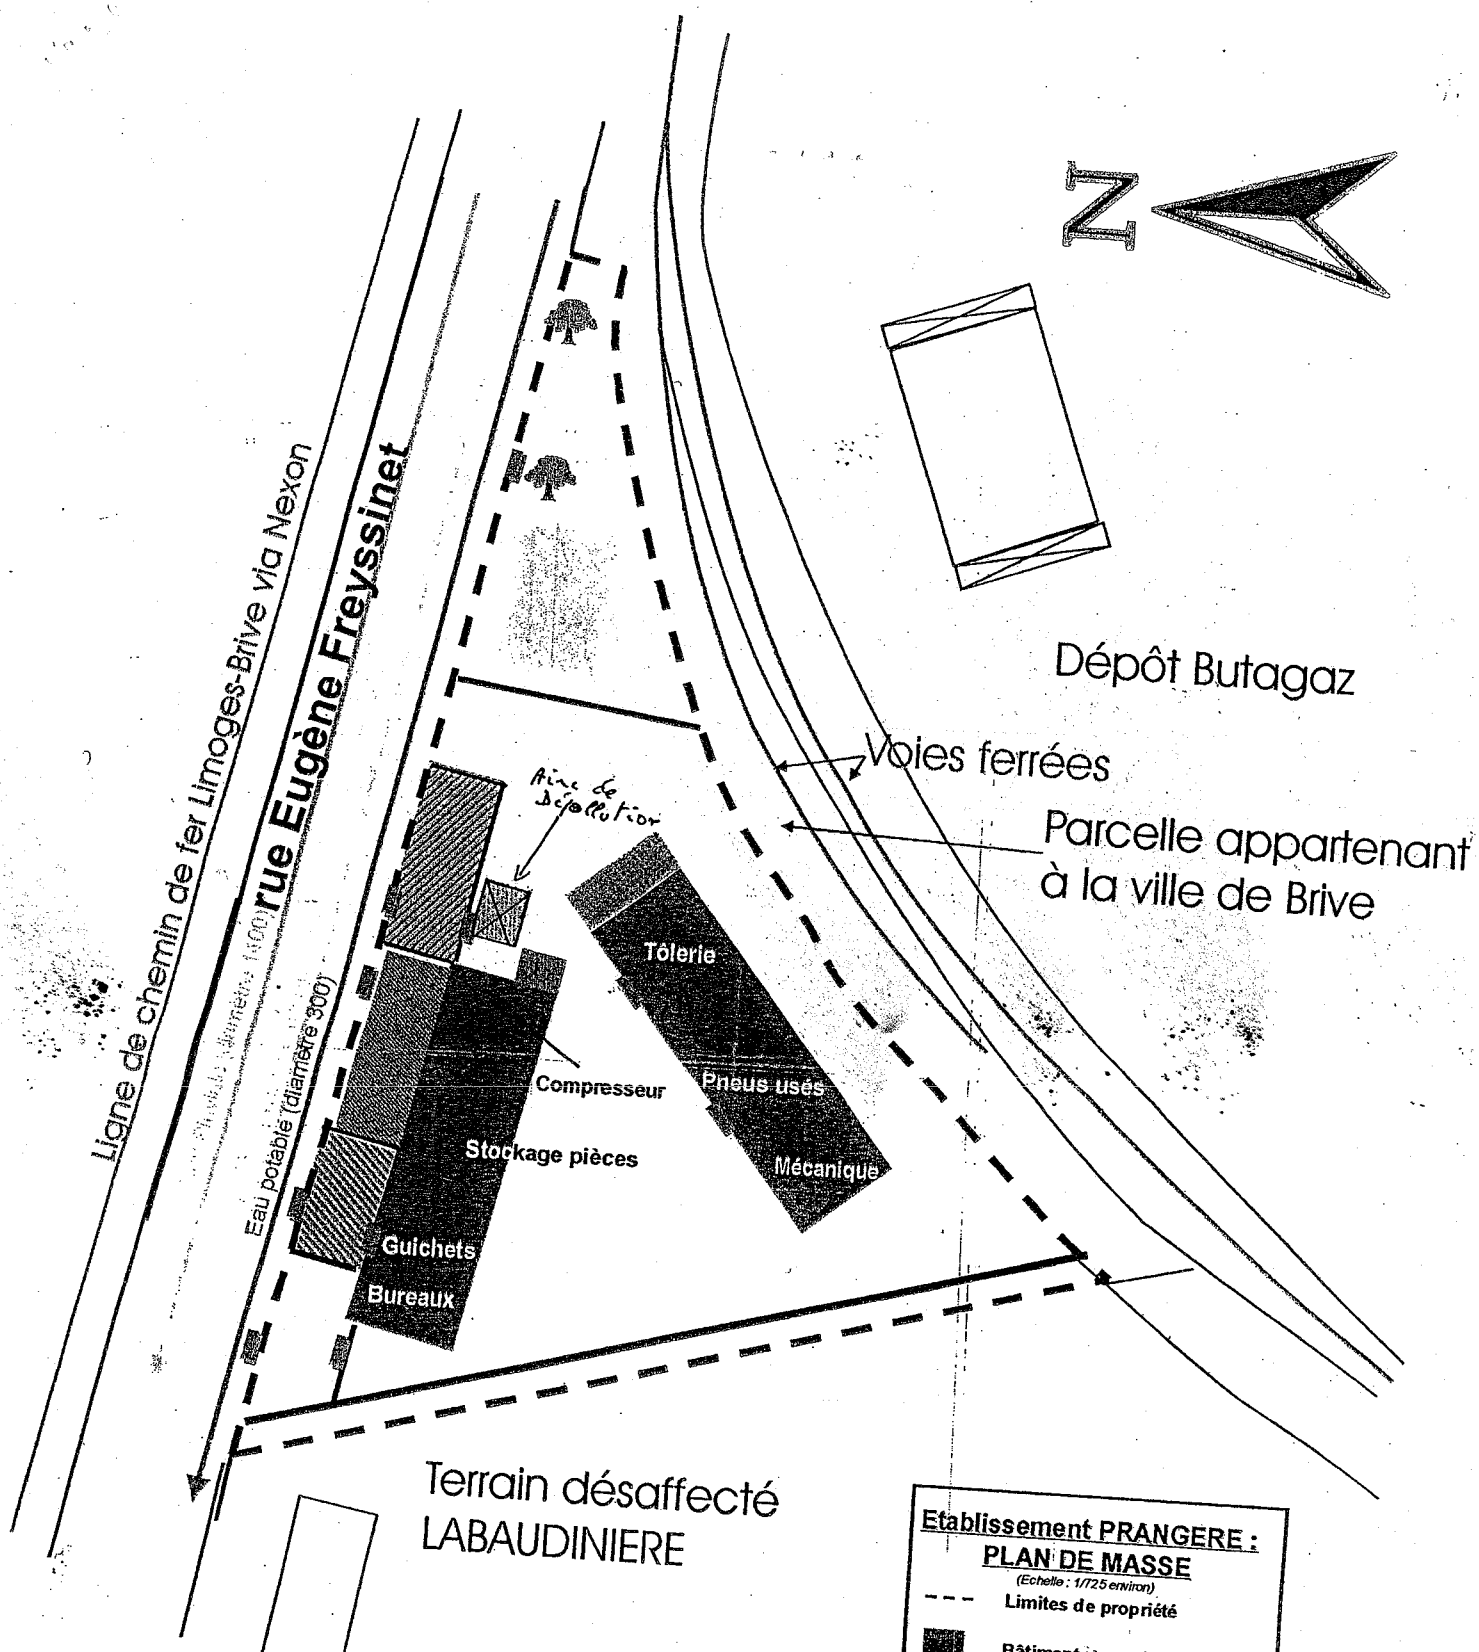 N
Ligne de chemin de fer Limoges-Brive via Nexon
rue Eugène Freyssinet
Eau potable (diamètre 300)
Dépôt Butagaz
Voies ferrées
Parcelle appartenant
à la ville de Brive
Aire de
Dépollution
Tôlerie
Compresseur
Pneus usés
Stockage pièces
Mécanique
Guichets
Bureaux
Terrain désaffecté
LABAUDINIERE
Etablissement PRANGERE :
PLAN DE MASSE
(Echelle : 1/725 environ)
Limites de propriété